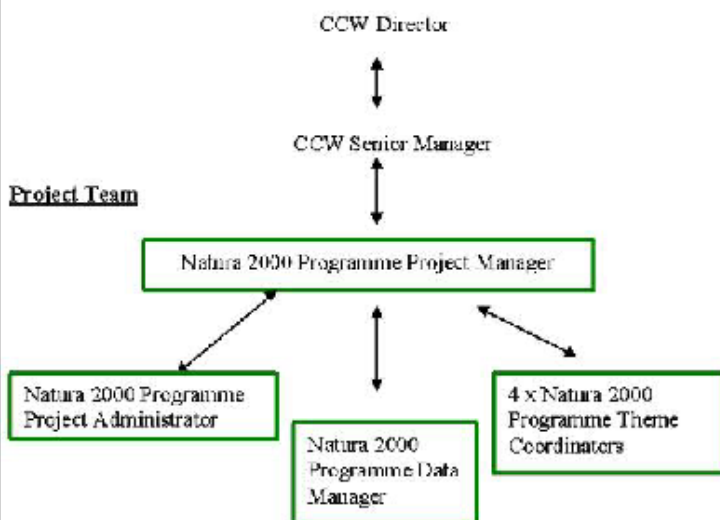 CCW Director
CCW Senior Manager
Project Team
Natura 2000 Programme Project Manager
Natura 2000 Programme
Project Administrator
Natura 2000
Programme Data
Manager
4 x Natura 2000
Programme Theme
Coordinators